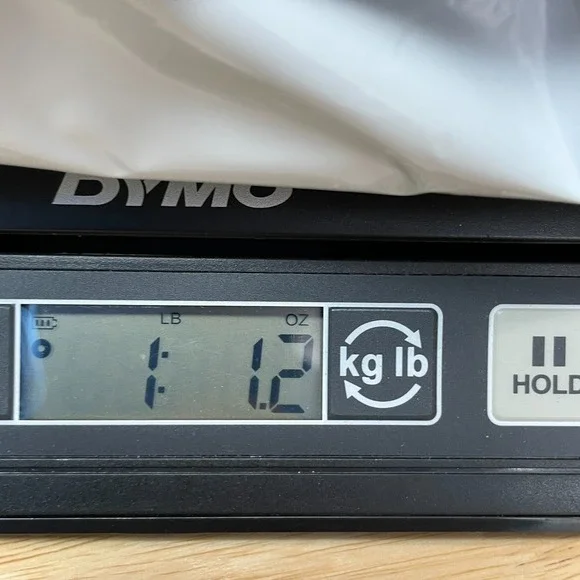 DYMO
LB OZ
1: 1.2
kg lb
HOLD